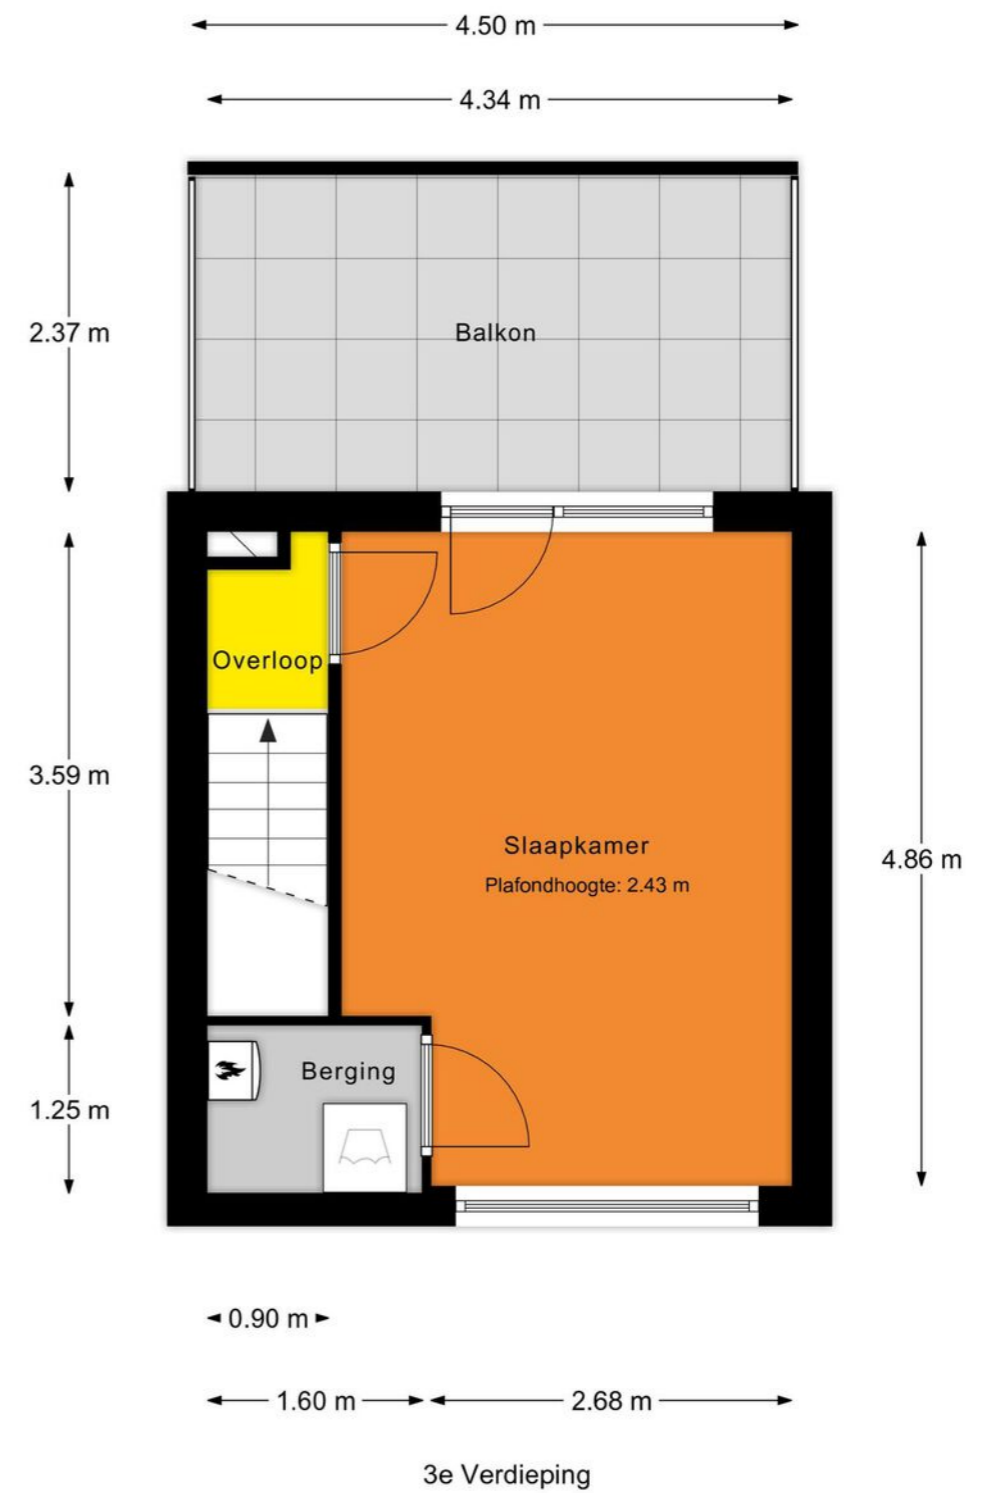 4.50 m
4.34 m
2.37 m
Balkon
Overloop
3.59 m
Slaapkamer
Plafondhoogte: 2.43 m
4.86 m
Berging
1.25 m
0.90 m
1.60 m
2.68 m
3e Verdieping